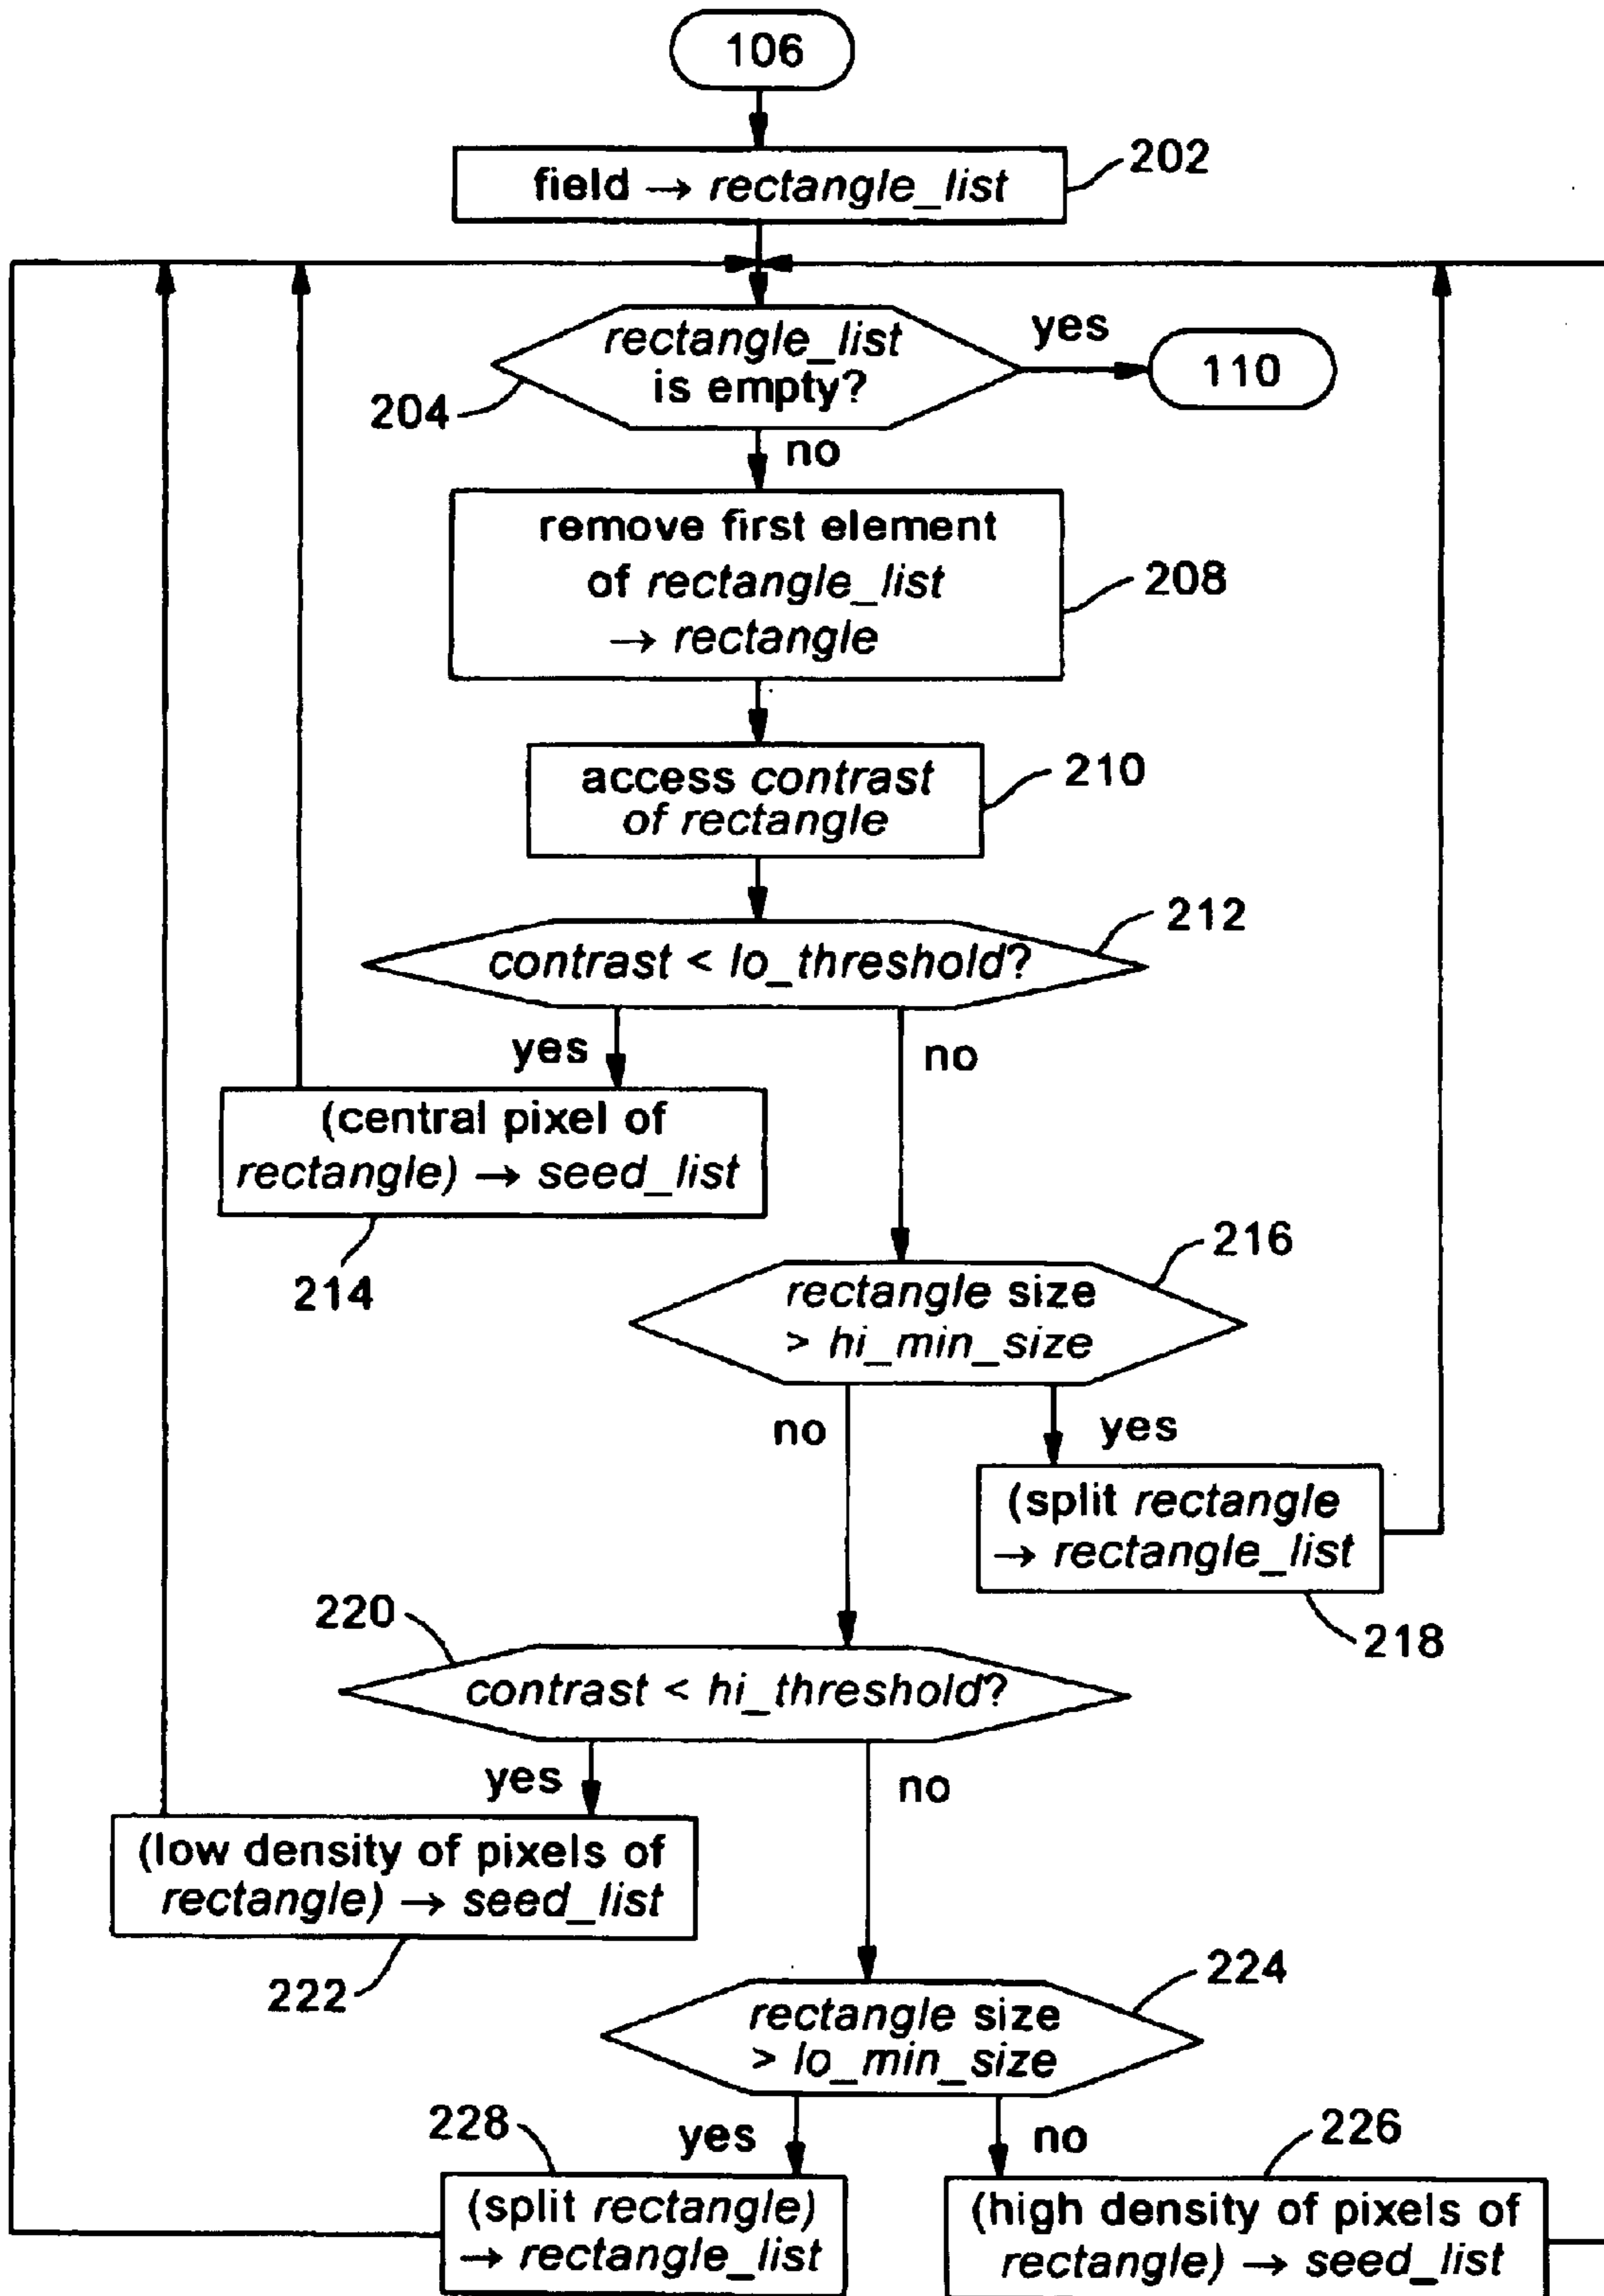 106
202
field → rectangle_list
rectangle_list
is empty?
yes
110
204
no
remove first element
of rectangle_list
→ rectangle
208
access contrast
of rectangle
210
212
contrast < lo_threshold?
yes
no
(central pixel of
rectangle) → seed_list
214
216
rectangle size
> hi_min_size
no
yes
(split rectangle
→ rectangle_list
218
220
contrast < hi_threshold?
yes
no
(low density of pixels of
rectangle) → seed_list
222
224
rectangle size
> lo_min_size
228
yes
no
226
(split rectangle)
→ rectangle_list
(high density of pixels of
rectangle) → seed_list